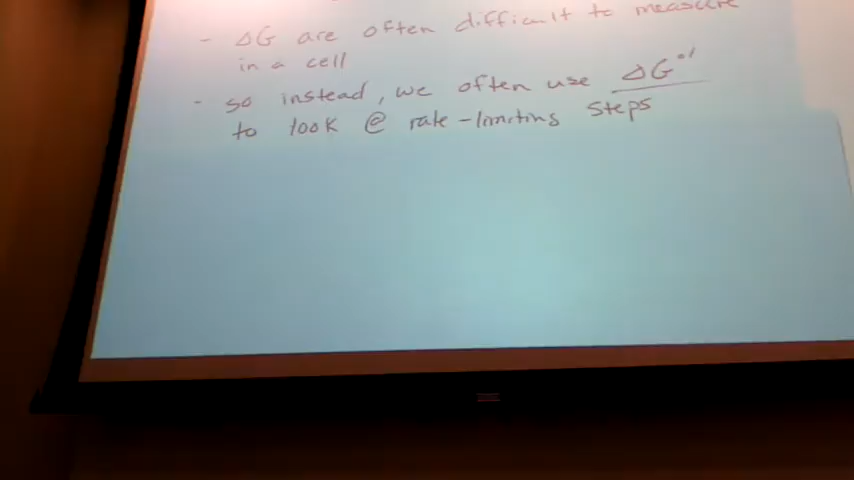 - ΔG are often difficult to measure
in a cell
- so instead, we often use ΔG°'
to look @ rate-limiting steps